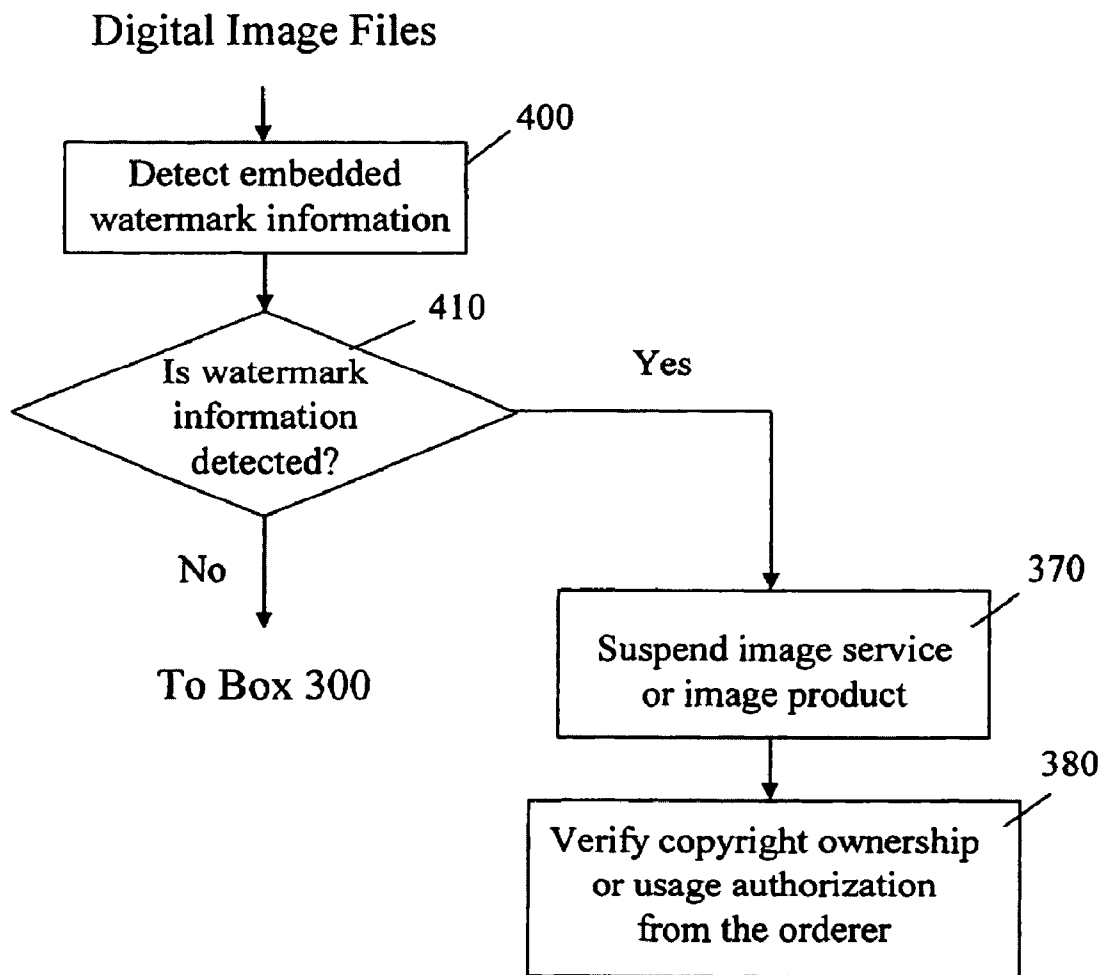 Digital Image Files
400
Detect embedded
watermark information
410
Is watermark
information
detected?
Yes
No
To Box 300
370
Suspend image service
or image product
380
Verify copyright ownership
or usage authorization
from the orderer